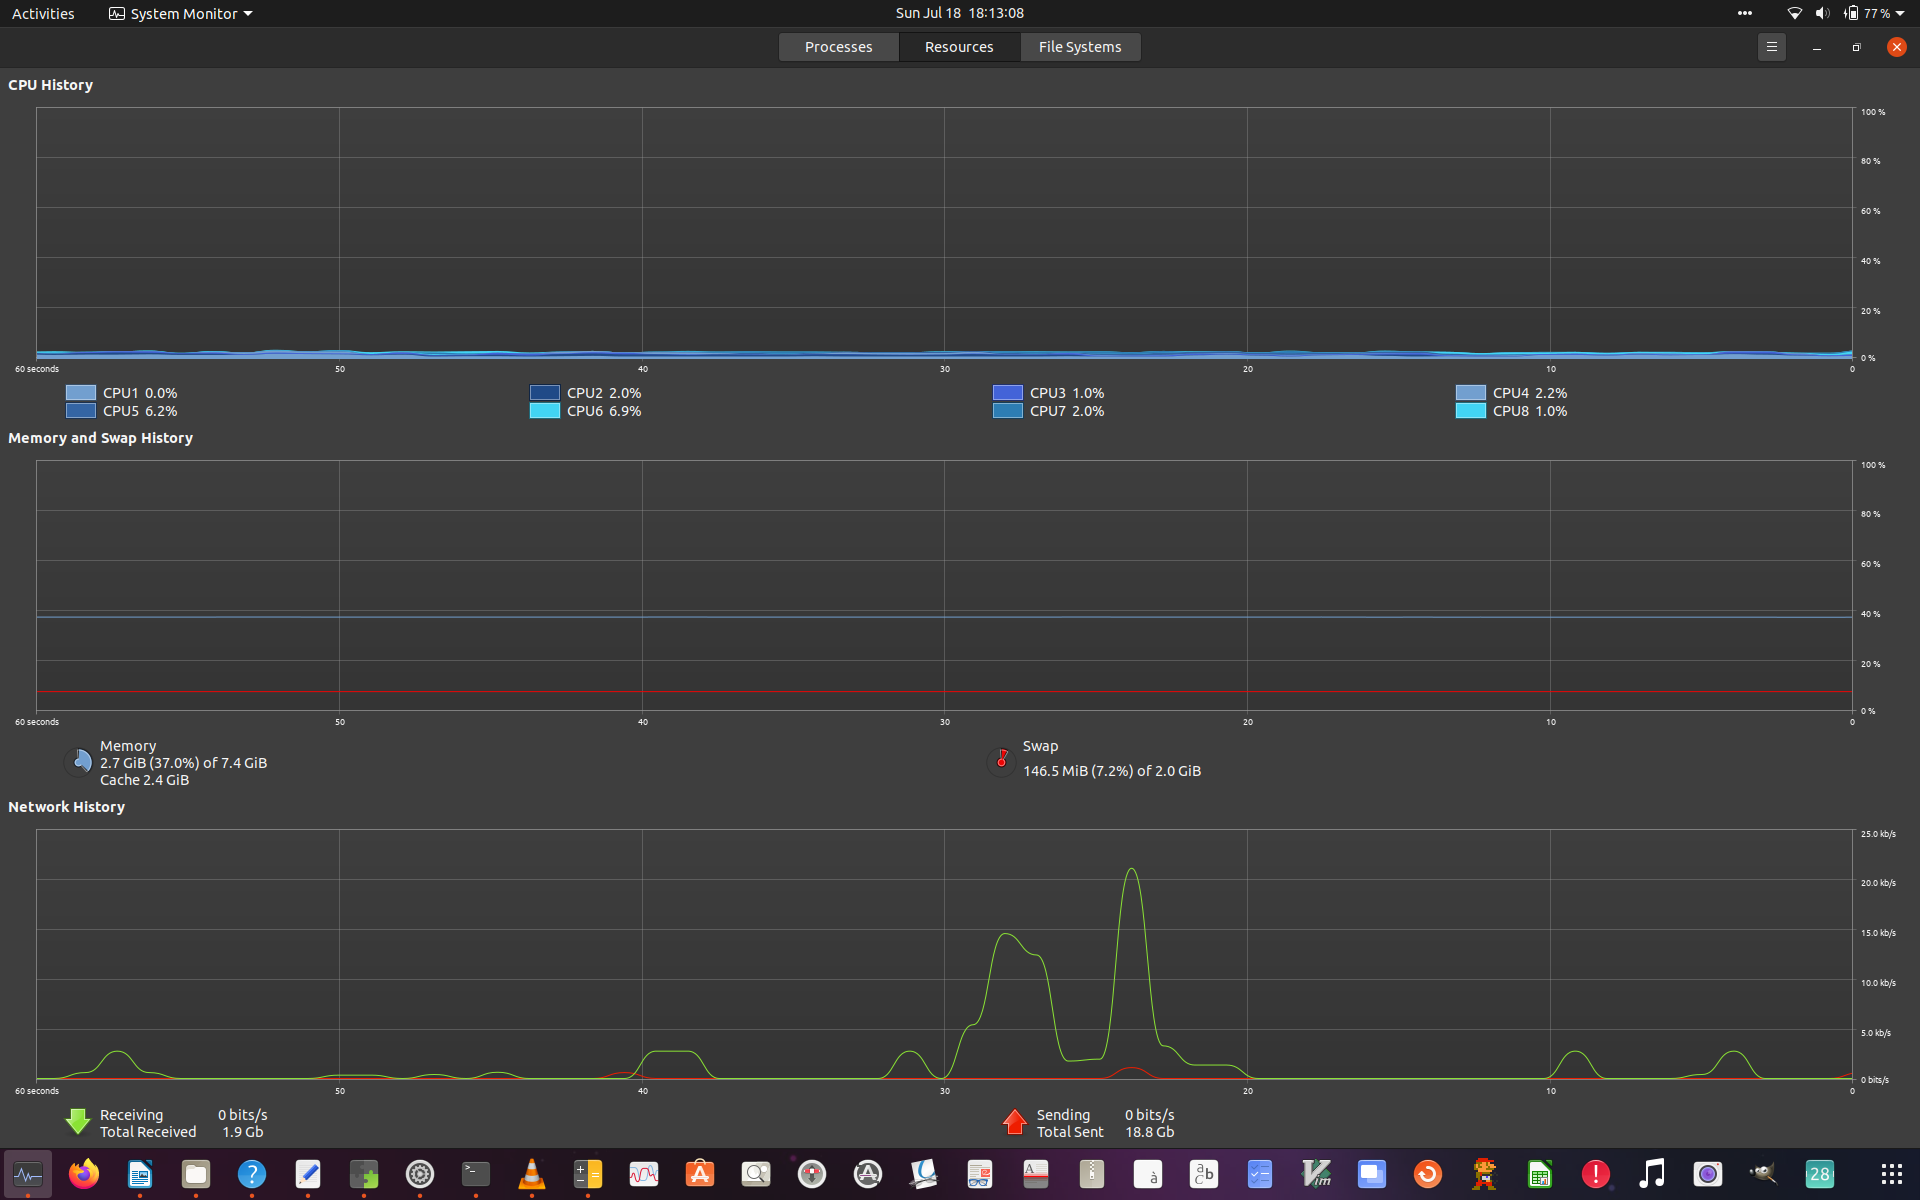 Activities System Monitor Sun Jul 18 18:13:08 77 %
Processes Resources File Systems
CPU History
100 %
80 %
60 %
40 %
20 %
0 %
60 seconds 50 40 30 20 10 0
CPU1 0.0% CPU2 2.0% CPU3 1.0% CPU4 2.2%
CPU5 6.2% CPU6 6.9% CPU7 2.0% CPU8 1.0%
Memory and Swap History
100 %
80 %
60 %
40 %
20 %
0 %
60 seconds 50 40 30 20 10 0
Memory
2.7 GiB (37.0%) of 7.4 GiB
Cache 2.4 GiB
Swap
146.5 MiB (7.2%) of 2.0 GiB
Network History
25.0 kb/s
20.0 kb/s
15.0 kb/s
10.0 kb/s
5.0 kb/s
0 bits/s
60 seconds 50 40 30 20 10 0
Receiving 0 bits/s
Total Received 1.9 Gb
Sending 0 bits/s
Total Sent 18.8 Gb
28